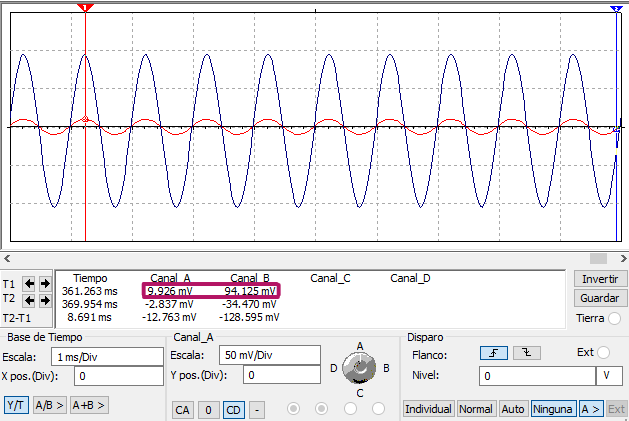 1
2
Tiempo Canal_A Canal_B Canal_C Canal_D
T1 361.263 ms 9.926 mV 94.125 mV
T2 369.954 ms -2.837 mV -34.470 mV
T2-T1 8.691 ms -12.763 mV -128.595 mV
Invertir
Guardar
Tierra
Base de Tiempo
Escala: 1 ms/Div
X pos.(Div): 0
Y/T A/B > A+B >
Canal_A
Escala: 50 mV/Div
Y pos.(Div): 0
CA 0 CD -
A
D B
C
Disparo
Flanco: Ext
Nivel: 0 V
Individual Normal Auto Ninguna A > Ext